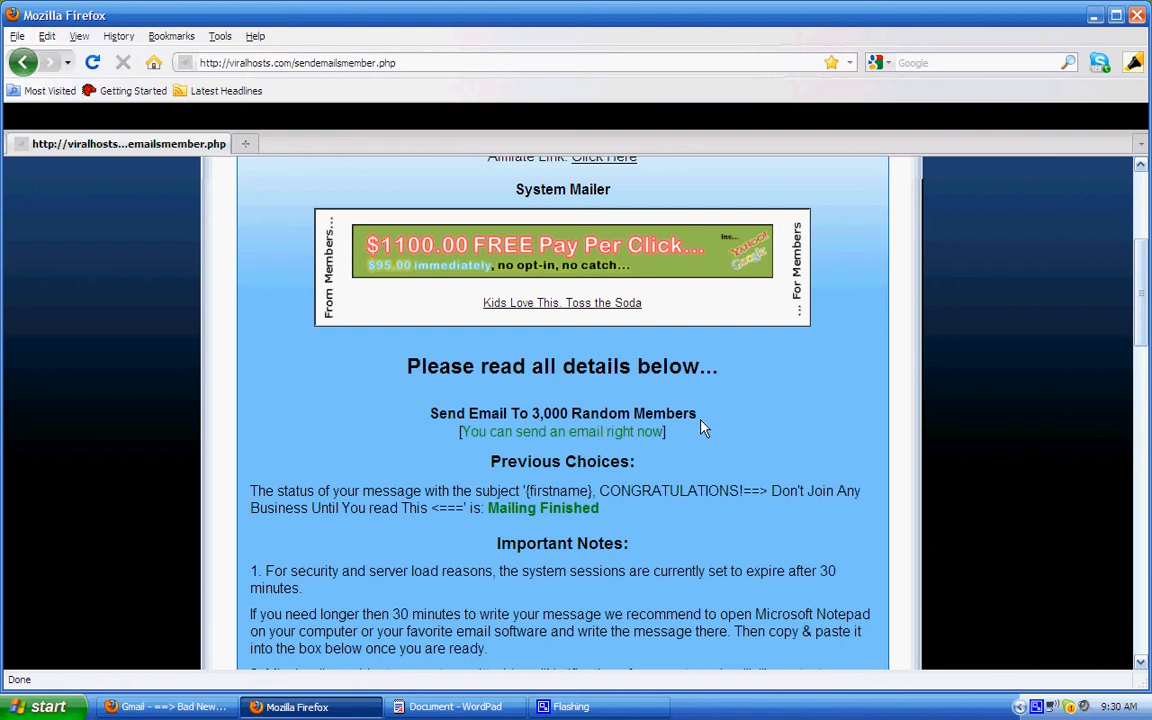 Mozilla Firefox
File Edit View History Bookmarks Tools Help
http://viralhosts.com/sendemailsmember.php
Google
Most Visited Getting Started Latest Headlines
http://viralhosts...emailsmember.php
Affiliate Link: Click Here
System Mailer
From Members...
$1100.00 FREE Pay Per Click...
$95.00 immediately, no opt-in, no catch...
Inc...
YAHOO!
Google
... For Members
Kids Love This. Toss the Soda
Please read all details below...
Send Email To 3,000 Random Members
[You can send an email right now]
Previous Choices:
The status of your message with the subject '{firstname}, CONGRATULATIONS!==> Don't Join Any
Business Until You read This <===' is: Mailing Finished
Important Notes:
1. For security and server load reasons, the system sessions are currently set to expire after 30
minutes.
If you need longer then 30 minutes to write your message we recommend to open Microsoft Notepad
on your computer or your favorite email software and write the message there. Then copy & paste it
into the box below once you are ready.
Done
start Gmail - ==> Bad New... Mozilla Firefox Document - WordPad Flashing 9:30 AM